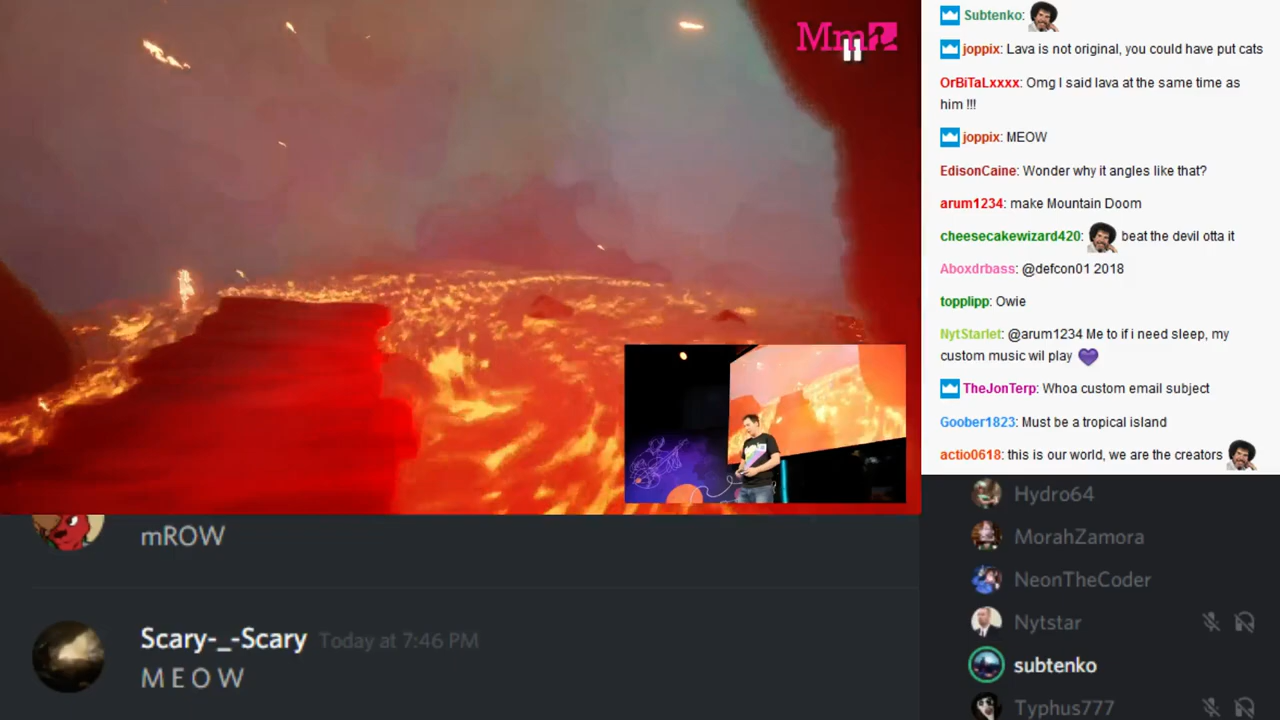 Mm
Subtenko:
joppix: Lava is not original, you could have put cats
OrBiTaLxxxx: Omg I said lava at the same time as
him !!!
joppix: MEOW
EdisonCaine: Wonder why it angles like that?
arum1234: make Mountain Doom
cheesecakewizard420: beat the devil otta it
Aboxdrbass: @defcon01 2018
topplipp: Owie
NytStarlet: @arum1234 Me to if i need sleep, my
custom music wil play
TheJonTerp: Whoa custom email subject
Goober1823: Must be a tropical island
actio0618: this is our world, we are the creators
mROW
Scary-_-Scary Today at 7:46 PM
M E O W
Hydro64
MorahZamora
NeonTheCoder
Nytstar
subtenko
Typhus777